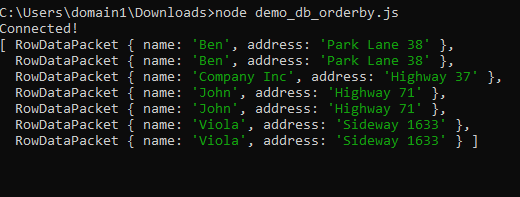 C:\Users\domain1\Downloads>node demo_db_orderby.js
Connected!
[ RowDataPacket { name: 'Ben', address: 'Park Lane 38' },
  RowDataPacket { name: 'Ben', address: 'Park Lane 38' },
  RowDataPacket { name: 'Company Inc', address: 'Highway 37' },
  RowDataPacket { name: 'John', address: 'Highway 71' },
  RowDataPacket { name: 'John', address: 'Highway 71' },
  RowDataPacket { name: 'Viola', address: 'Sideway 1633' },
  RowDataPacket { name: 'Viola', address: 'Sideway 1633' } ]